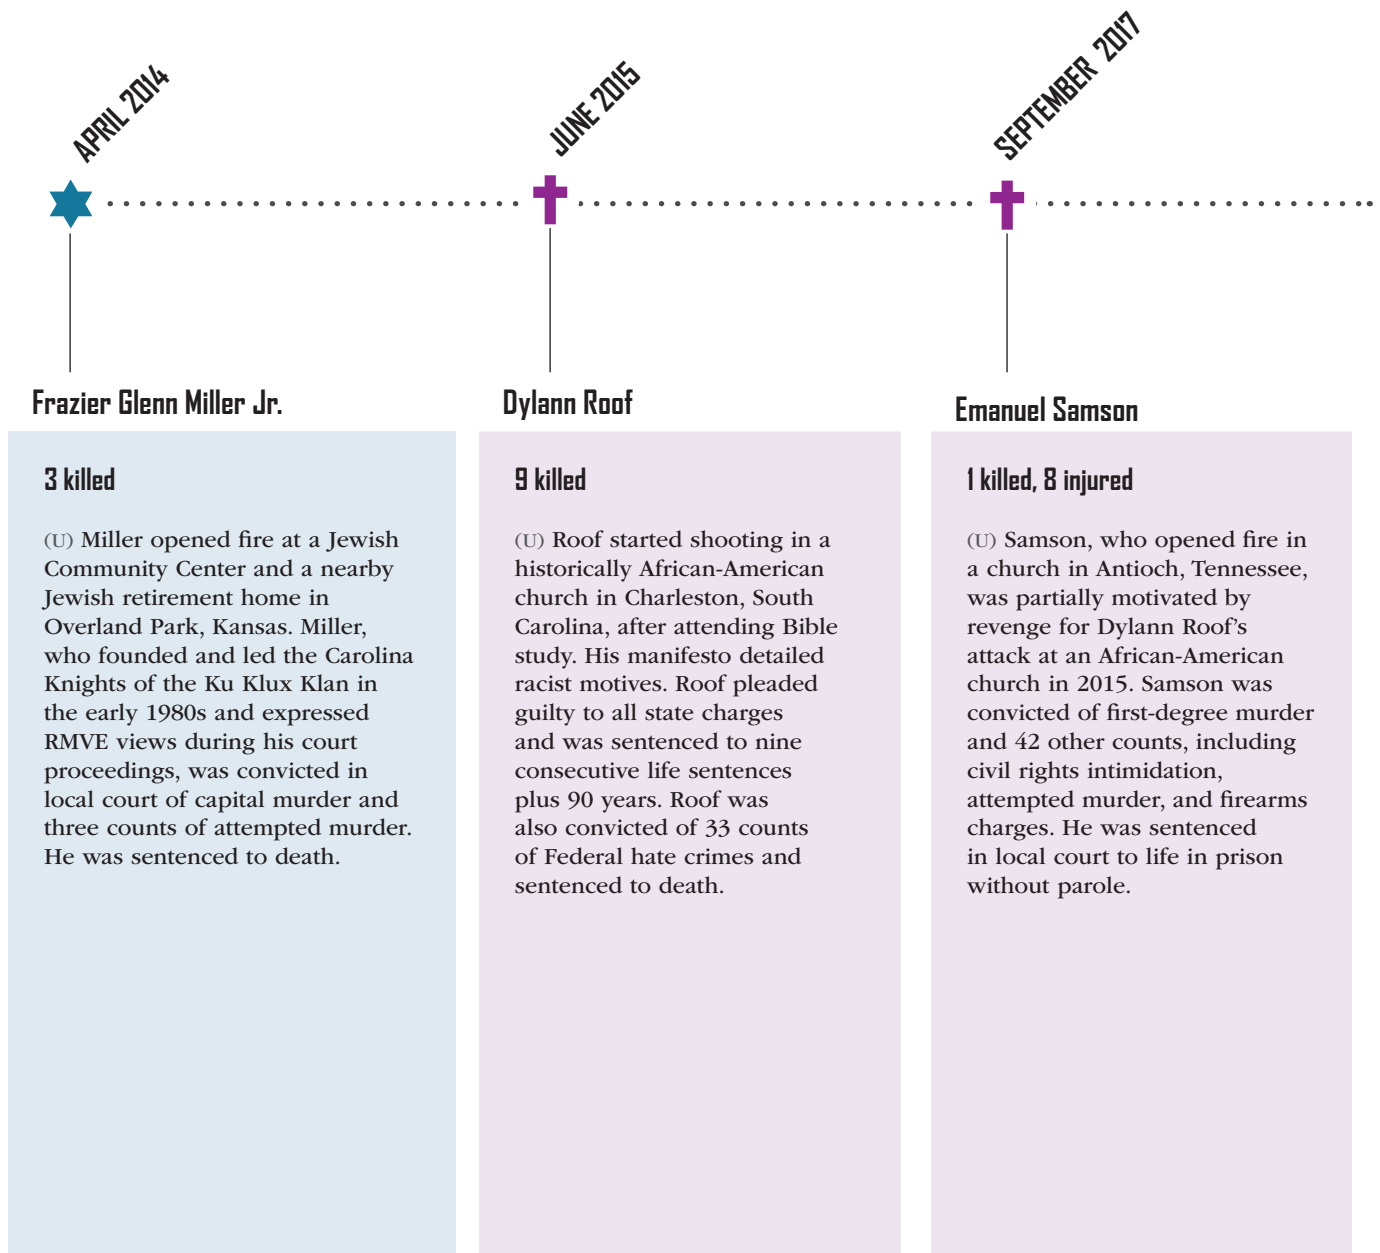 APRIL 2014
JUNE 2015
SEPTEMBER 2017
Frazier Glenn Miller Jr.
3 killed
(U) Miller opened fire at a Jewish
Community Center and a nearby
Jewish retirement home in
Overland Park, Kansas. Miller,
who founded and led the Carolina
Knights of the Ku Klux Klan in
the early 1980s and expressed
RMVE views during his court
proceedings, was convicted in
local court of capital murder and
three counts of attempted murder.
He was sentenced to death.
Dylann Roof
9 killed
(U) Roof started shooting in a
historically African-American
church in Charleston, South
Carolina, after attending Bible
study. His manifesto detailed
racist motives. Roof pleaded
guilty to all state charges
and was sentenced to nine
consecutive life sentences
plus 90 years. Roof was
also convicted of 33 counts
of Federal hate crimes and
sentenced to death.
Emanuel Samson
1 killed, 8 injured
(U) Samson, who opened fire in
a church in Antioch, Tennessee,
was partially motivated by
revenge for Dylann Roof’s
attack at an African-American
church in 2015. Samson was
convicted of first-degree murder
and 42 other counts, including
civil rights intimidation,
attempted murder, and firearms
charges. He was sentenced
in local court to life in prison
without parole.